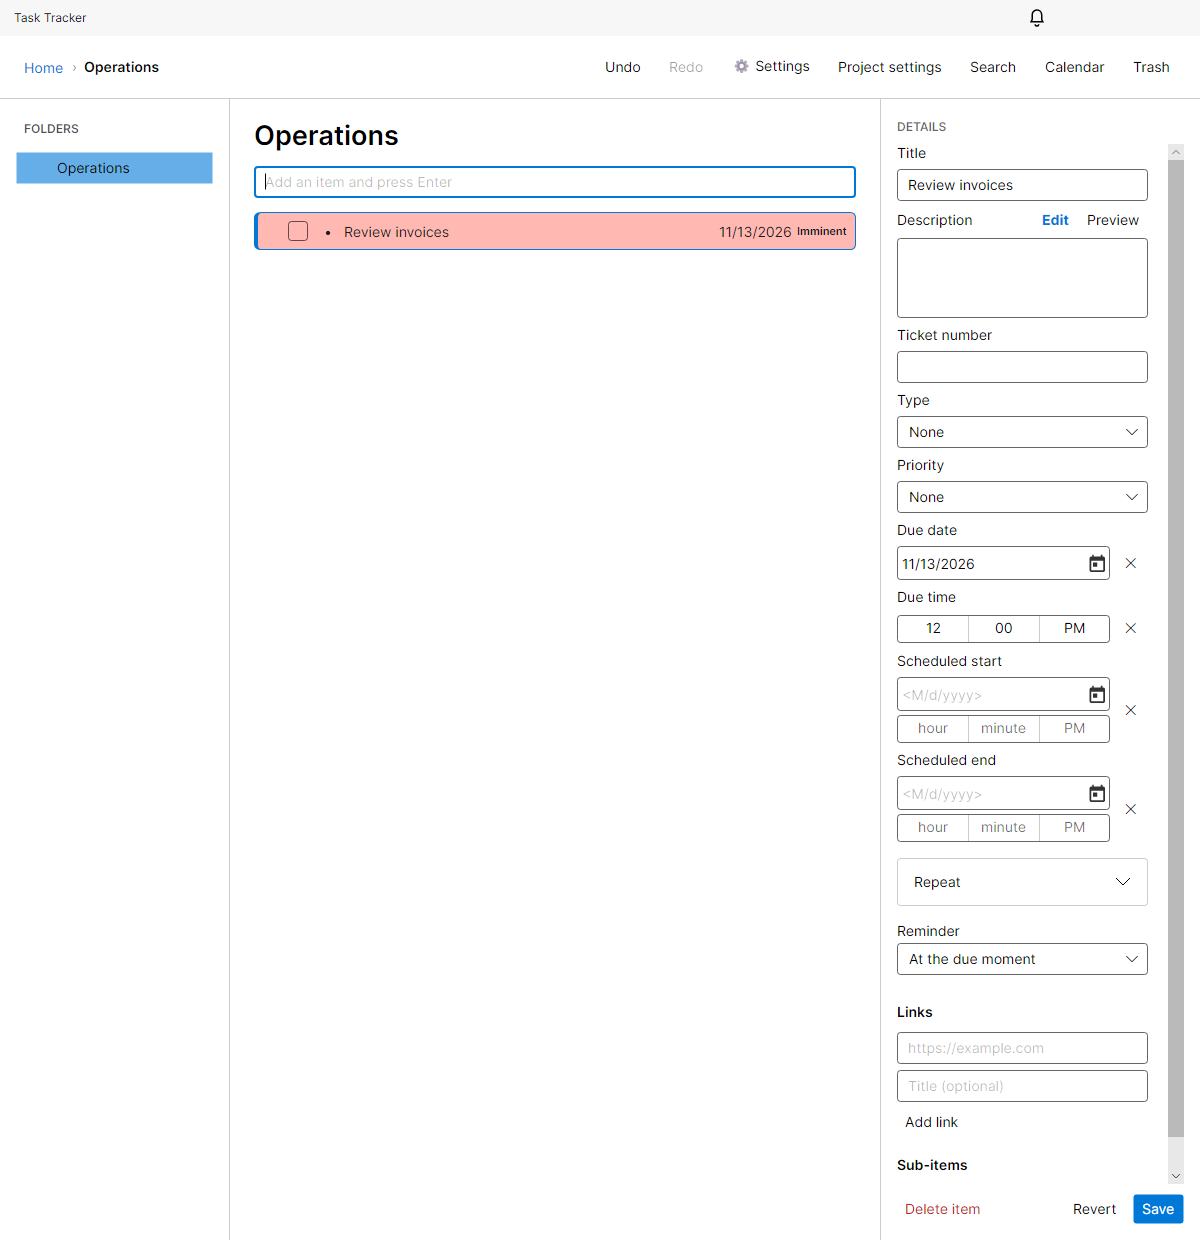 Task Tracker
Home › Operations
Undo Redo Settings Project settings Search Calendar Trash
FOLDERS
Operations
Operations
Add an item and press Enter
• Review invoices 11/13/2026 Imminent
DETAILS
Title
Review invoices
Description Edit Preview
Ticket number
Type
None
Priority
None
Due date
11/13/2026
Due time
12 00 PM
Scheduled start
<M/d/yyyy>
hour minute PM
Scheduled end
<M/d/yyyy>
hour minute PM
Repeat
Reminder
At the due moment
Links
https://example.com
Title (optional)
Add link
Sub-items
Delete item Revert Save